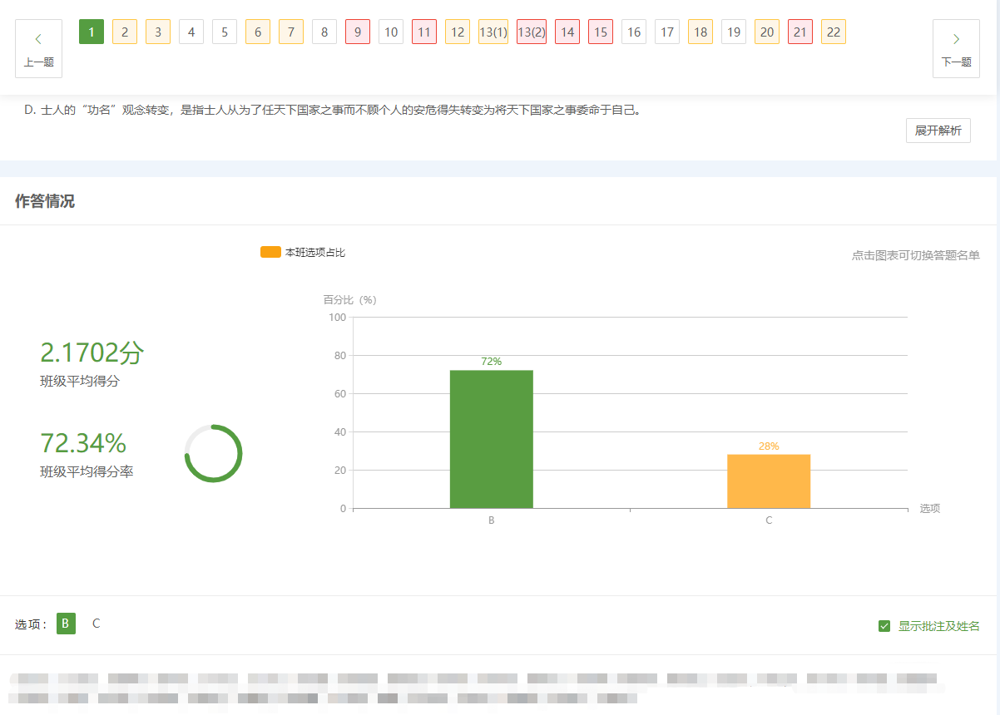 上一题
1 2 3 4 5 6 7 8 9 10 11 12 13(1) 13(2) 14 15 16 17 18 19 20 21 22
下一题
D. 士人的“功名”观念转变，是指士人从为了任天下国家之事而不顾个人的安危得失转变为将天下国家之事委命于自己。
展开解析
作答情况
本班选项占比
点击图表可切换答题名单
2.1702分
班级平均得分
72.34%
班级平均得分率
百分比（%）
100
80
60
40
20
0
72%
28%
B
C
选项
选项： B C
显示批注及姓名